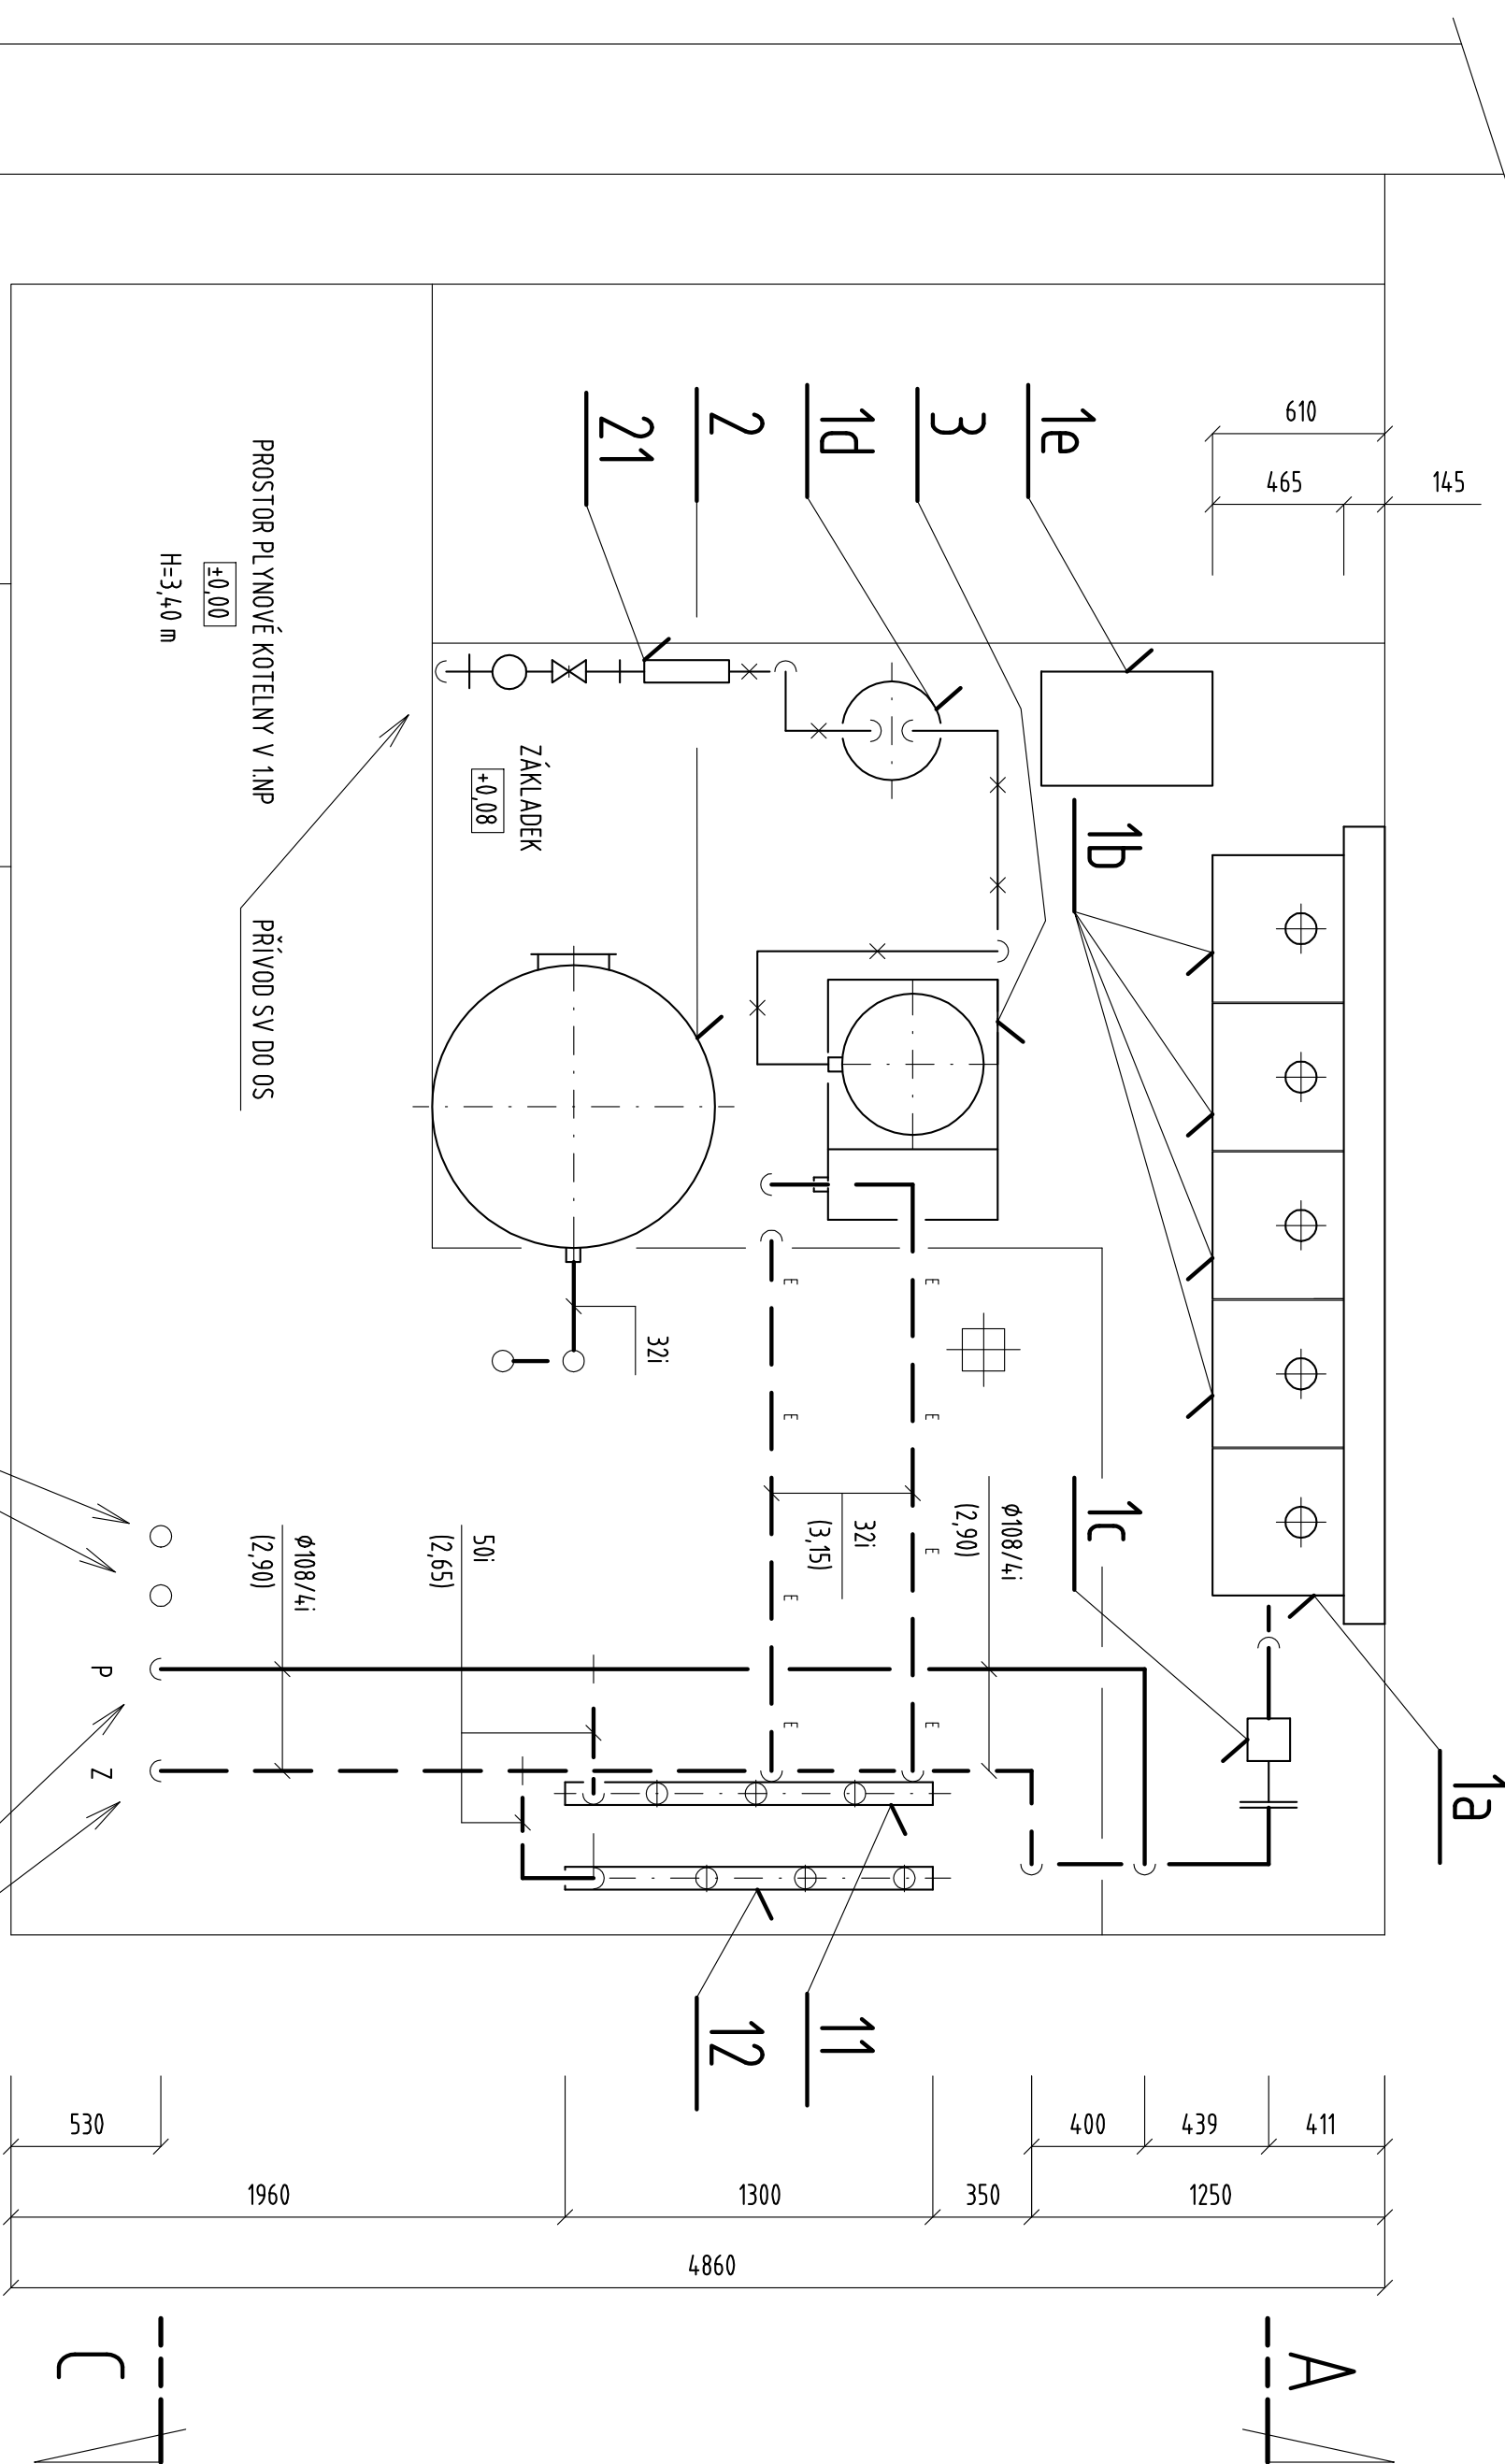 610
465
145
1e
3
1d
2
21
PROSTOR PLYNOVÉ KOTELNY V 1.NP
±0,00
H=3,40 m
ZÁKLADEK
+0,08
PŘÍVOD SV DO OS
1b
1c
1a
32i
ϕ108/4i
(2,90)
32i
(3,15)
50i
(2,65)
ϕ108/4i
(2,90)
E
E
E
E
E
E
E
E
P
Z
11
12
530
400
439
411
1960
1300
350
1250
4860
C
A